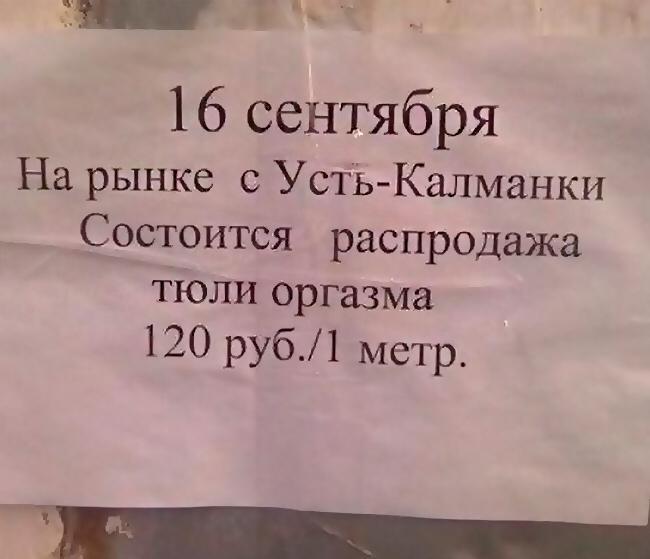 16 сентября
На рынке с Усть-Калманки
Состоится распродажа
тюли оргазма
120 руб./1 метр.